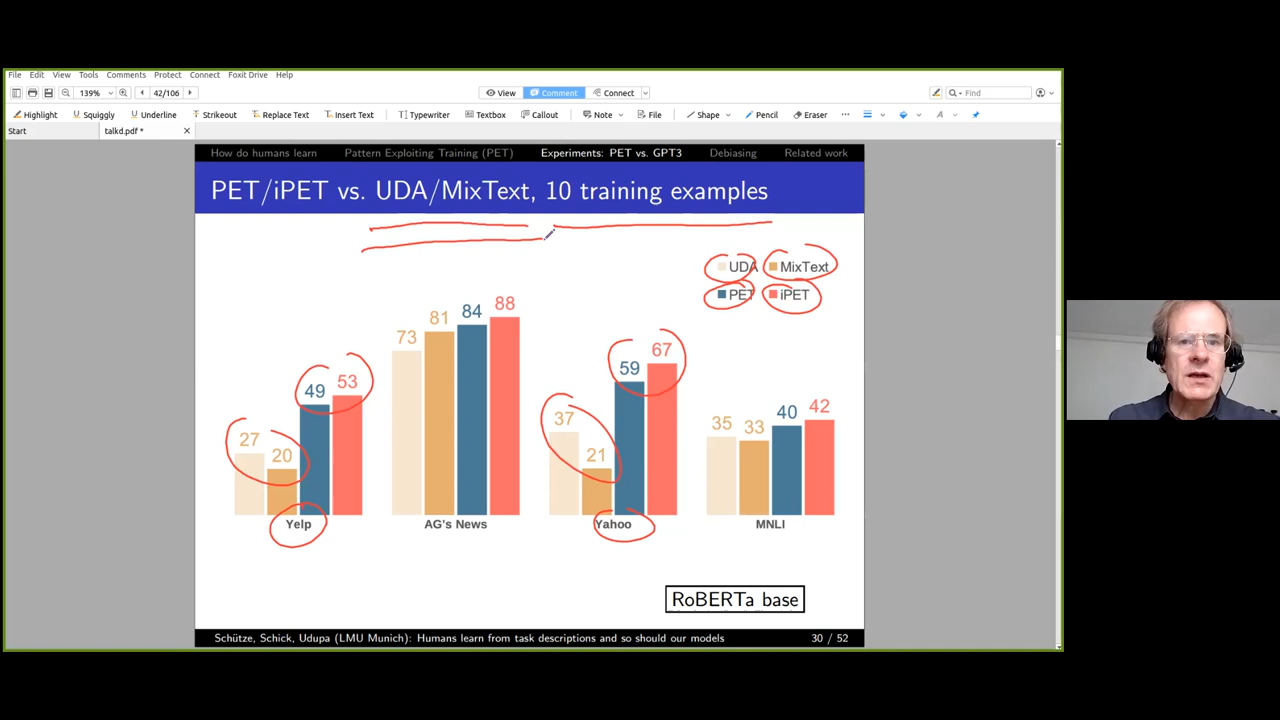 File Edit View Tools Comments Protect Connect Foxit Drive Help
139% 42/106 View Comment Connect Find
Highlight Squiggly Underline Strikeout Replace Text Insert Text Typewriter Textbox Callout Note File Shape Pencil Eraser
Start talkd.pdf *
How do humans learn Pattern Exploiting Training (PET) Experiments: PET vs. GPT3 Debiasing Related work
PET/iPET vs. UDA/MixText, 10 training examples
UDA MixText
PET iPET
27 20 49 53
73 81 84 88
37 21 59 67
35 33 40 42
Yelp AG's News Yahoo MNLI
RoBERTa base
Schütze, Schick, Udupa (LMU Munich): Humans learn from task descriptions and so should our models 30 / 52